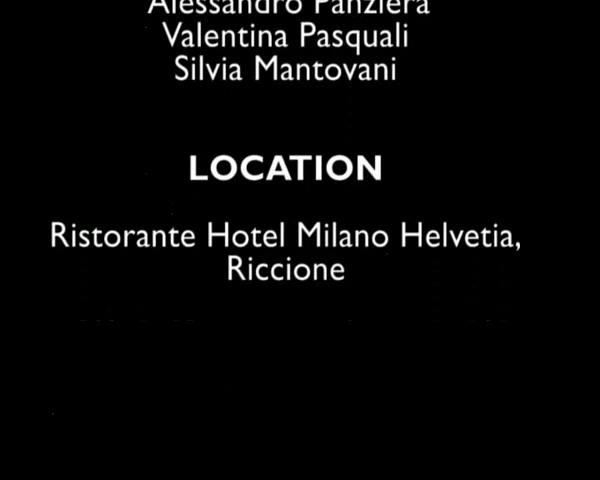 Alessandro Panziera
Valentina Pasquali
Silvia Mantovani
LOCATION
Ristorante Hotel Milano Helvetia,
Riccione